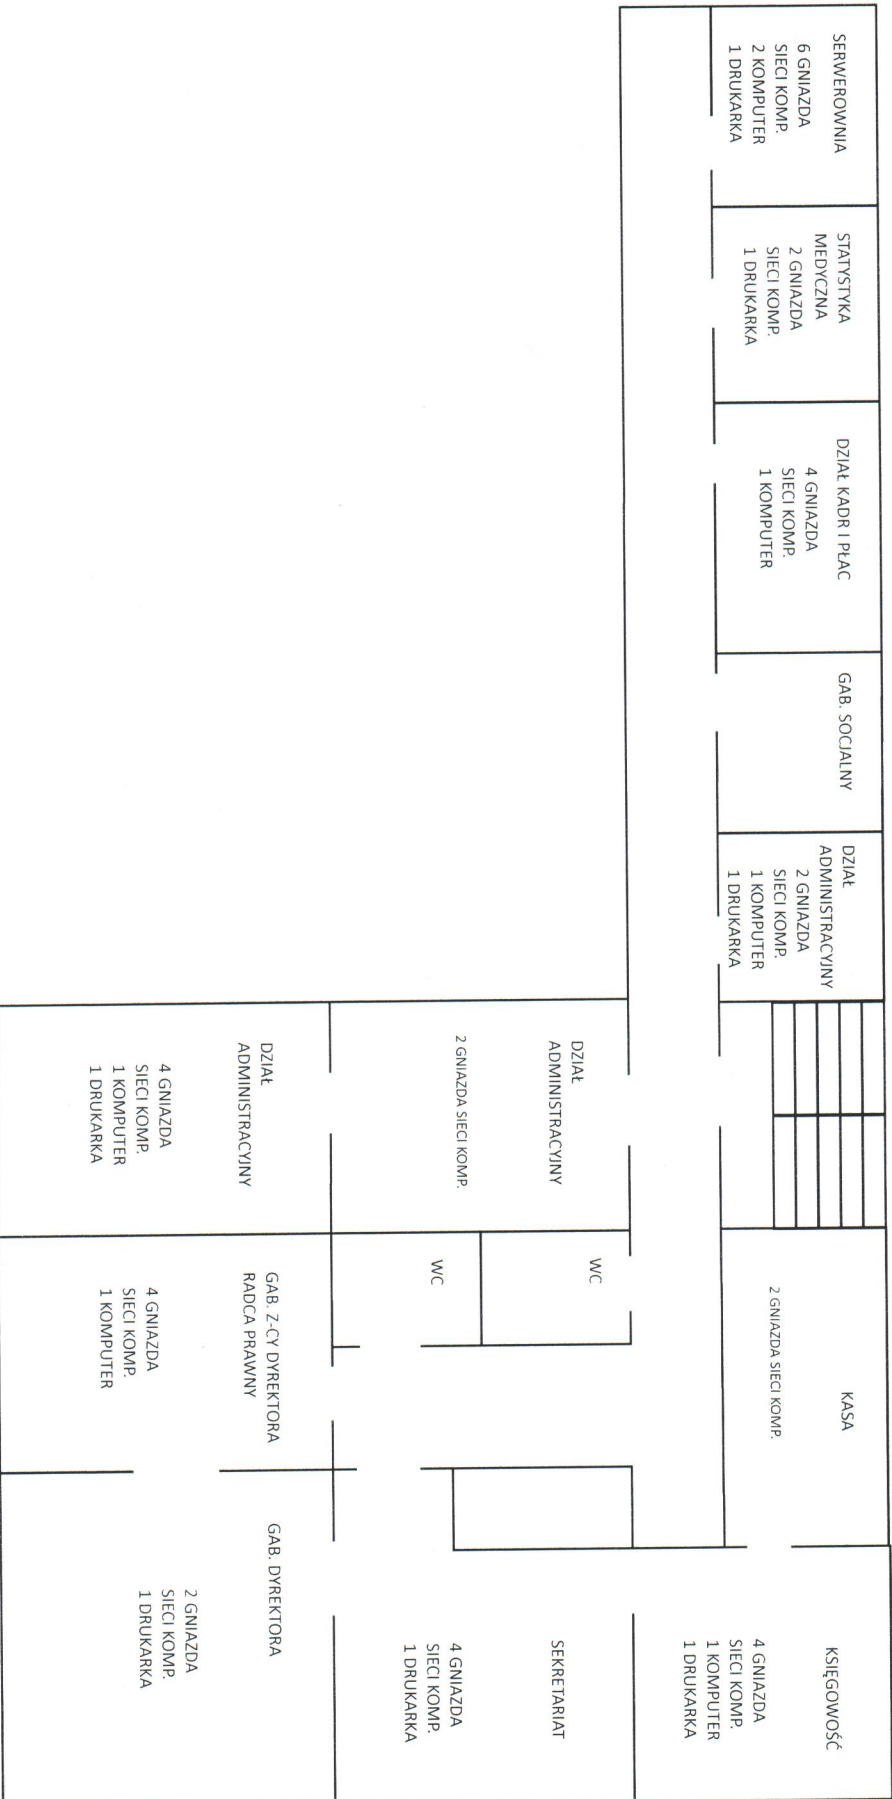 SERWEROWNIA
6 GNIAZDA
SIECI KOMP.
2 KOMPUTER
1 DRUKARKA
STATYSTYKA
MEDYCZNA
2 GNIAZDA
SIECI KOMP.
1 DRUKARKA
DZIAŁ KADR I PŁAC
4 GNIAZDA
SIECI KOMP.
1 KOMPUTER
GAB. SOCJALNY
DZIAŁ
ADMINISTRACYJNY
2 GNIAZDA
SIECI KOMP.
1 KOMPUTER
1 DRUKARKA
KASA
2 GNIAZDA SIECI KOMP.
KSIĘGOWOŚĆ
4 GNIAZDA
SIECI KOMP.
1 KOMPUTER
1 DRUKARKA
DZIAŁ
ADMINISTRACYJNY
2 GNIAZDA SIECI KOMP.
WC
WC
SEKRETARIAT
4 GNIAZDA
SIECI KOMP.
1 DRUKARKA
DZIAŁ
ADMINISTRACYJNY
4 GNIAZDA
SIECI KOMP.
1 KOMPUTER
1 DRUKARKA
GAB. Z-CY DYREKTORA
RADCA PRAWNY
4 GNIAZDA
SIECI KOMP.
1 KOMPUTER
GAB. DYREKTORA
2 GNIAZDA
SIECI KOMP.
1 DRUKARKA